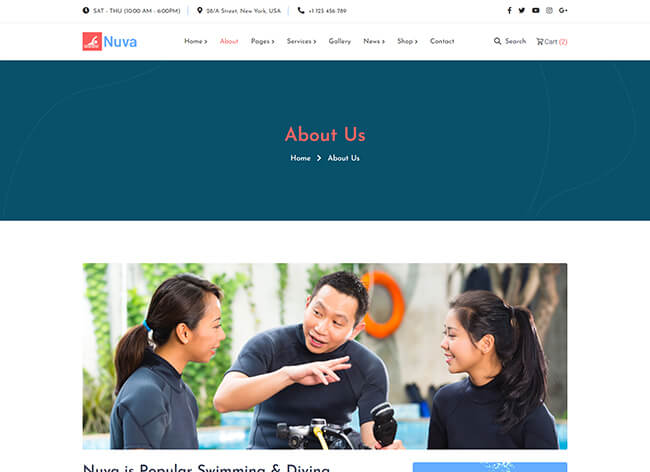 SAT - THU (10:00 AM - 6:00PM) 28/A Street, New York, USA +1 123 456 789
Nuva Home About Pages Services Gallery News Shop Contact Search Cart (2)
About Us
Home > About Us
Nuva is Popular Swimming & Diving